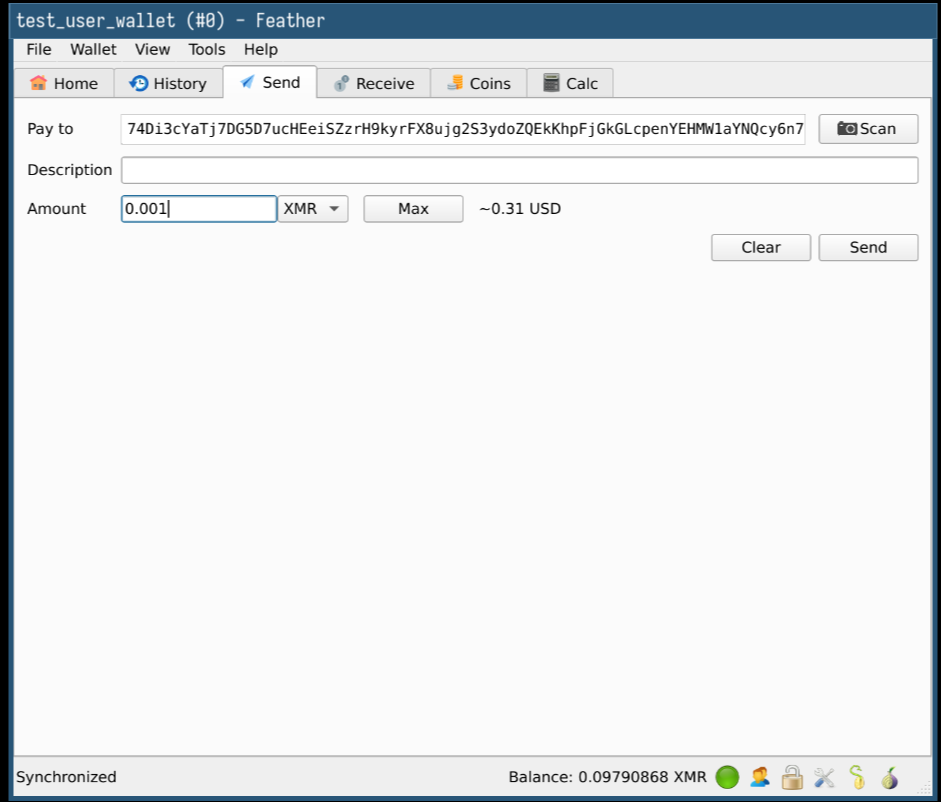 test_user_wallet (#0) - Feather
File Wallet View Tools Help
Home History Send Receive Coins Calc
Pay to 74Di3cYaTj7DG5D7ucHEeiSZzrH9kyrFX8ujg2S3ydoZQEkKhpFjGkGLcpenYEHMW1aYNQcy6n7 Scan
Description
Amount 0.001 XMR Max ~0.31 USD
Clear Send
Synchronized Balance: 0.09790868 XMR